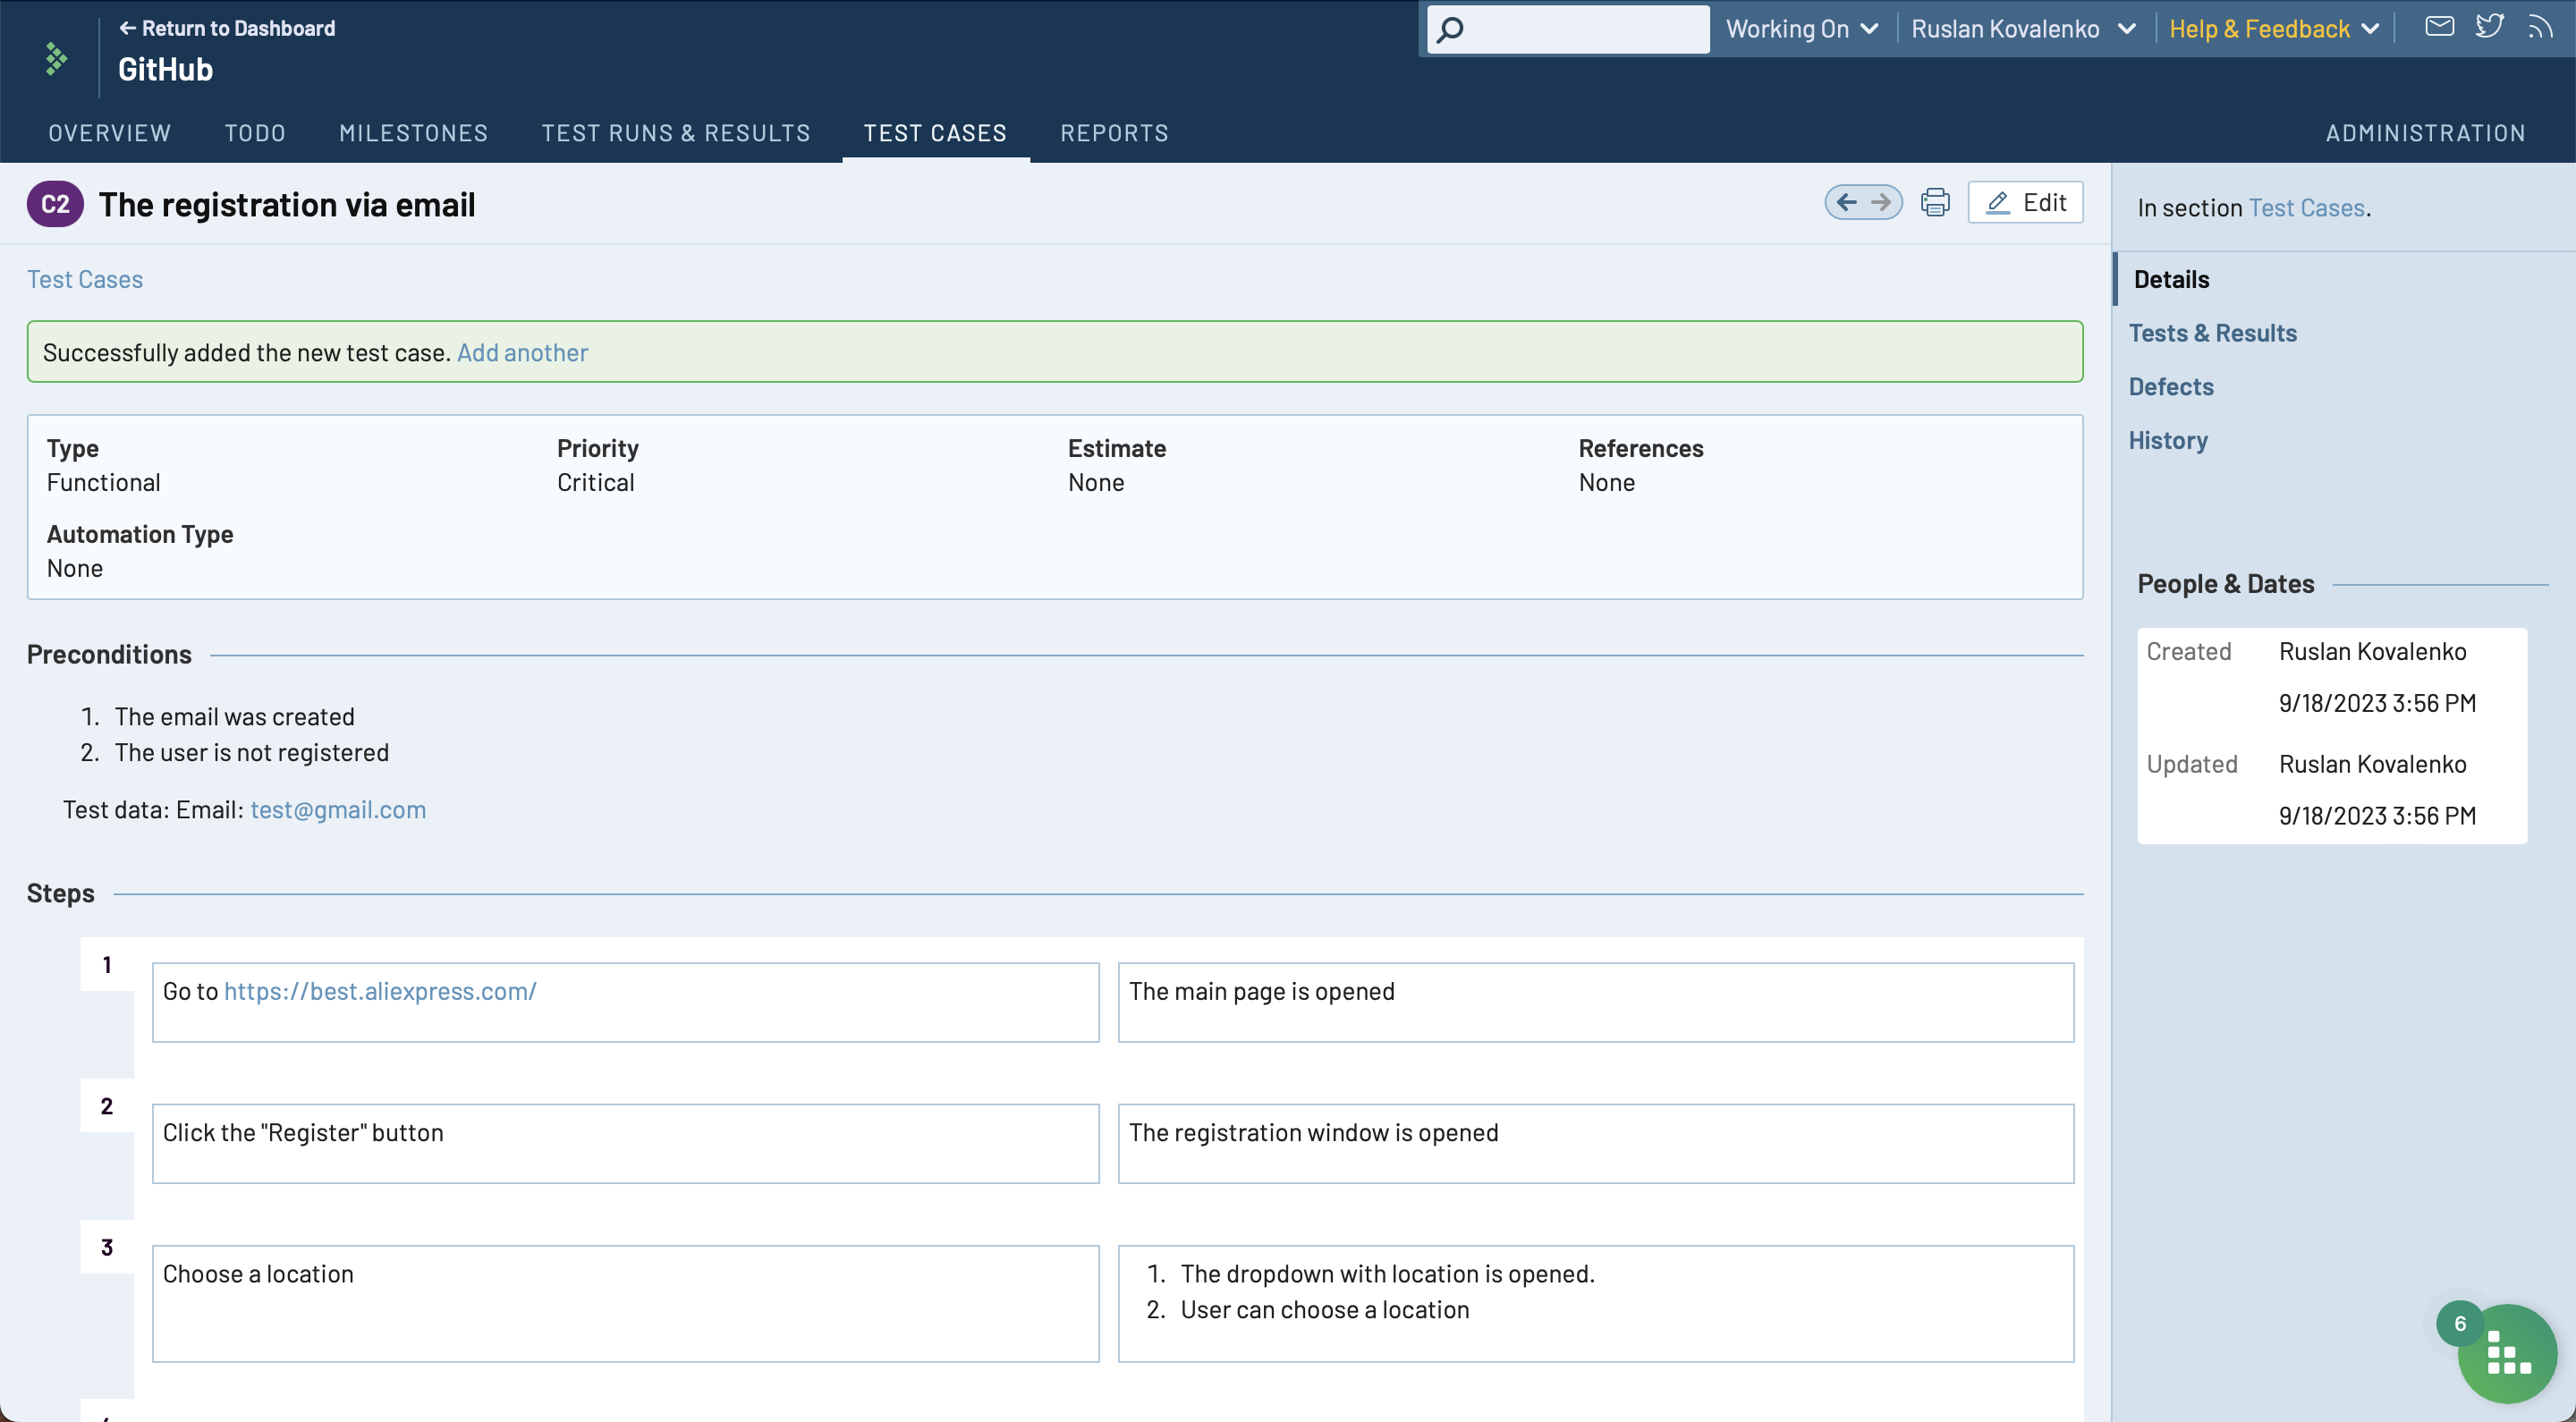 Return to Dashboard
GitHub
Working On
Ruslan Kovalenko
Help & Feedback
OVERVIEW
TODO
MILESTONES
TEST RUNS & RESULTS
TEST CASES
REPORTS
ADMINISTRATION
C2
The registration via email
Edit
Test Cases
Successfully added the new test case. Add another
Type
Functional
Priority
Critical
Estimate
None
References
None
Automation Type
None
Preconditions
1. The email was created
2. The user is not registered
Test data: Email: test@gmail.com
Steps
1
Go to https://best.aliexpress.com/
The main page is opened
2
Click the "Register" button
The registration window is opened
3
Choose a location
1. The dropdown with location is opened.
2. User can choose a location
In section Test Cases.
Details
Tests & Results
Defects
History
People & Dates
Created
Ruslan Kovalenko
9/18/2023 3:56 PM
Updated
Ruslan Kovalenko
9/18/2023 3:56 PM
6